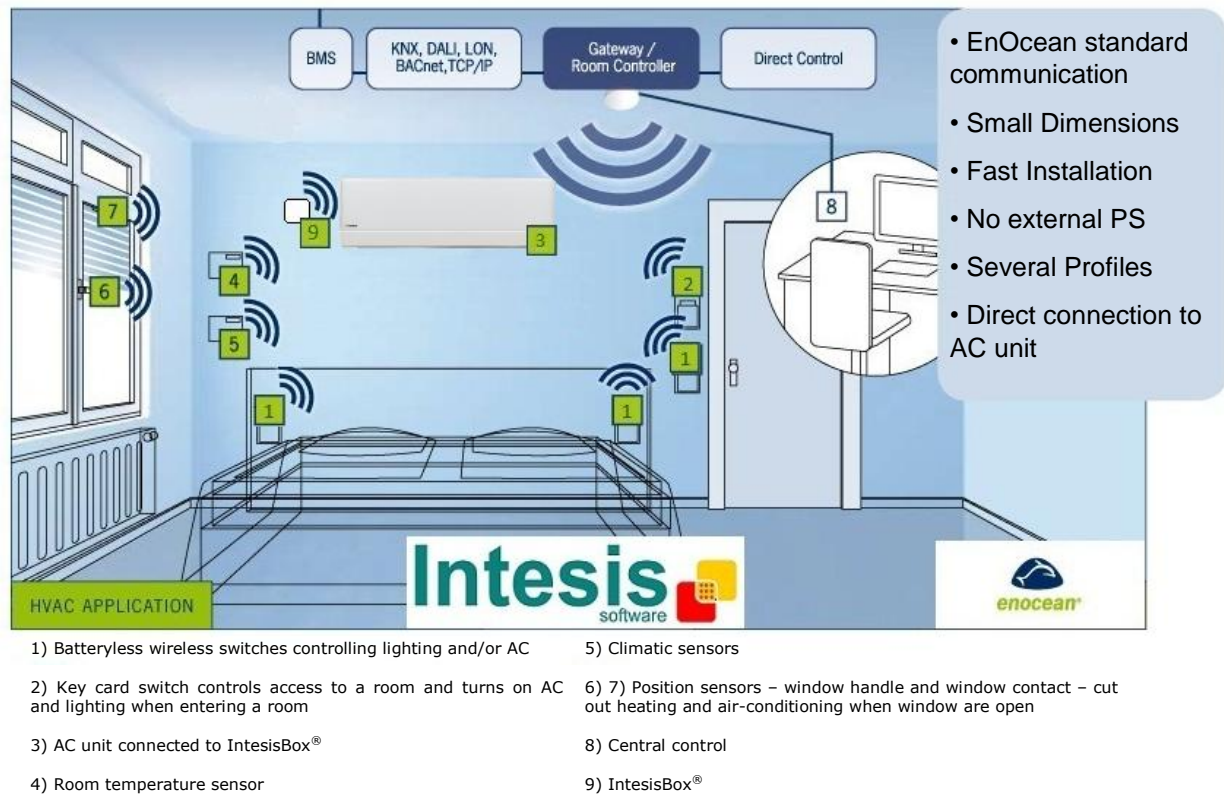 BMS
KNX, DALI, LON,
BACnet,TCP/IP
Gateway /
Room Controller
Direct Control
• EnOcean standard
communication
• Small Dimensions
• Fast Installation
• No external PS
• Several Profiles
• Direct connection to
AC unit
7
9
3
8
4
2
6
5
1
1
1
HVAC APPLICATION
Intesis
software
enocean®
1) Batteryless wireless switches controlling lighting and/or AC
2) Key card switch controls access to a room and turns on AC
and lighting when entering a room
3) AC unit connected to IntesisBox®
4) Room temperature sensor
5) Climatic sensors
6) 7) Position sensors – window handle and window contact – cut
out heating and air-conditioning when window are open
8) Central control
9) IntesisBox®